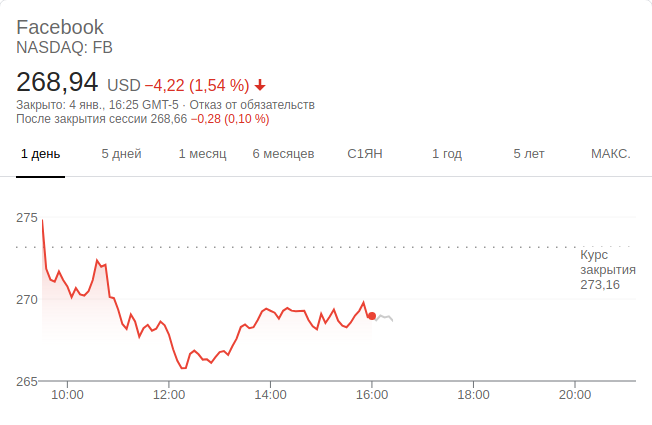 Facebook
NASDAQ: FB
268,94 USD −4,22 (1,54 %)
Закрыто: 4 янв., 16:25 GMT-5 · Отказ от обязательств
После закрытия сессии 268,66 −0,28 (0,10 %)
1 день 5 дней 1 месяц 6 месяцев С1ЯН 1 год 5 лет МАКС.
275
Курс
закрытия
273,16
270
265
10:00 12:00 14:00 16:00 18:00 20:00